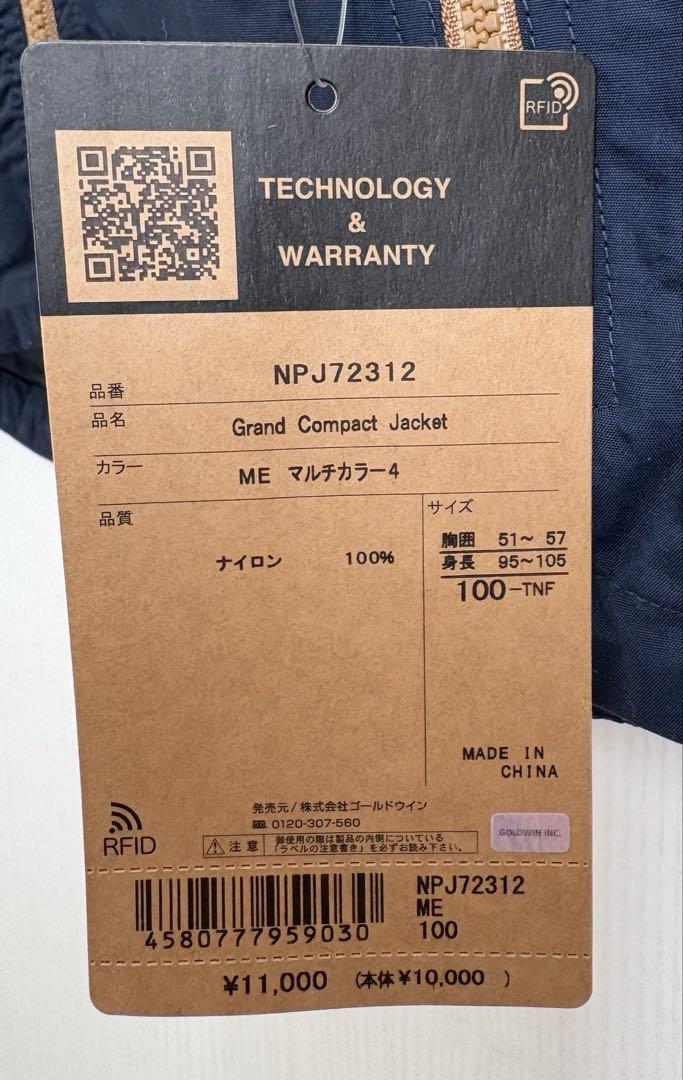 RFID
TECHNOLOGY
&
WARRANTY
品番 NPJ72312
品名 Grand Compact Jacket
カラー ME マルチカラー4
品質
ナイロン 100%
サイズ
胸囲 51～ 57
身長 95～105
100-TNF
MADE IN
CHINA
発売元/株式会社ゴールドウイン
0120-307-560
RFID
注意
御使用の際は製品の内側についている
「ラベルの注意書き」を必ずお読み下さい。
GOLDWIN INC.
4580777959030
NPJ72312
ME
100
¥11,000 (本体¥10,000 )